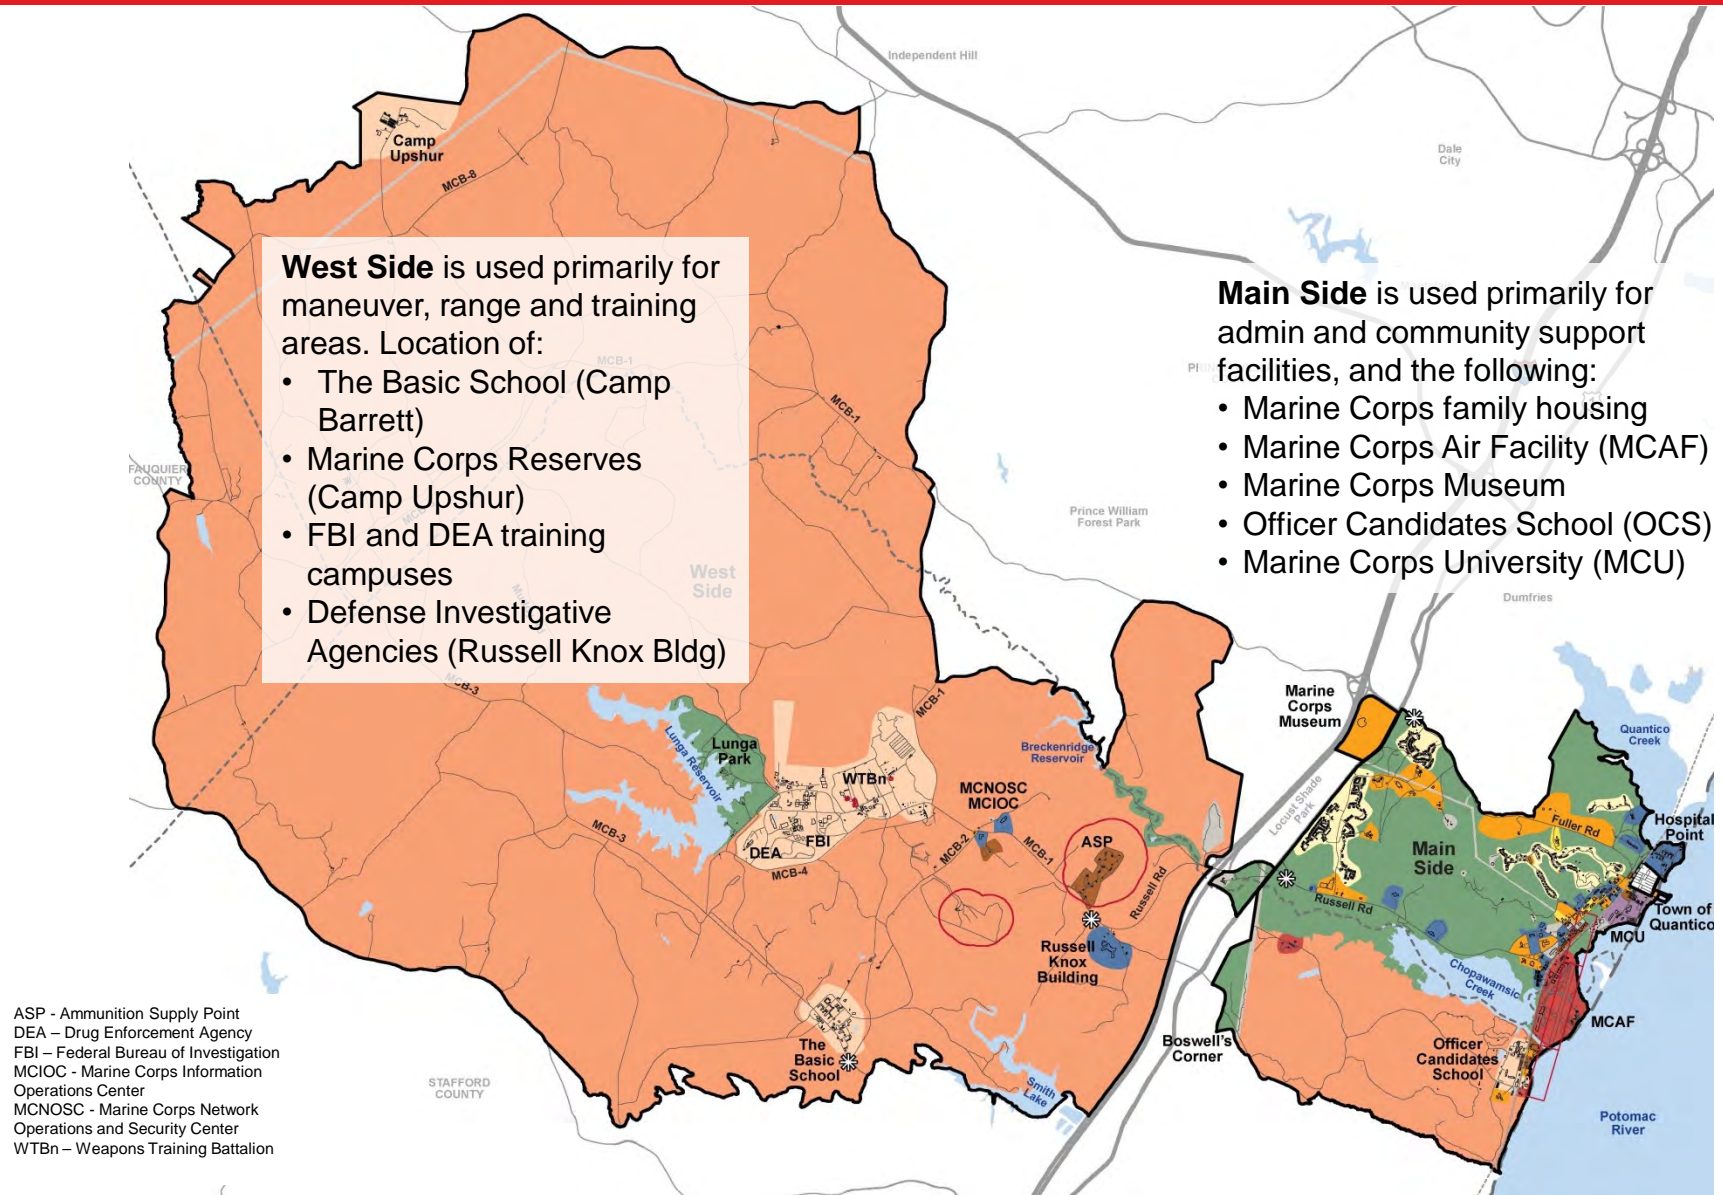 Independent Hill
Dale
City
Camp
Upshur
MCB-8
West Side is used primarily for
maneuver, range and training
areas. Location of:
• The Basic School (Camp
Barrett)
• Marine Corps Reserves
(Camp Upshur)
• FBI and DEA training
campuses
• Defense Investigative
Agencies (Russell Knox Bldg)
MCB-1
West
Side
FAUQUIER
COUNTY
MCB-1
Prince William
Forest Park
Main Side is used primarily for
admin and community support
facilities, and the following:
• Marine Corps family housing
• Marine Corps Air Facility (MCAF)
• Marine Corps Museum
• Officer Candidates School (OCS)
• Marine Corps University (MCU)
Dumfries
MCB-3
MCB-1
Lunga
Park
Lunga Reservoir
WTBn
FBI
DEA
MCB-4
MCB-3
Breckenridge
Reservoir
MCNOSC
MCIOC
MCB-2
MCB-1
ASP
Russell Rd
Russell
Knox
Building
The
Basic
School
Smith
Lake
STAFFORD
COUNTY
Marine
Corps
Museum
Locust Shade
Park
Quantico
Creek
Fuller Rd
Hospital
Point
Main
Side
Russell Rd
Town of
Quantico
MCU
Chopawamsic
Creek
MCAF
Boswell's
Corner
Officer
Candidates
School
Potomac
River
ASP - Ammunition Supply Point
DEA – Drug Enforcement Agency
FBI – Federal Bureau of Investigation
MCIOC - Marine Corps Information
Operations Center
MCNOSC - Marine Corps Network
Operations and Security Center
WTBn – Weapons Training Battalion